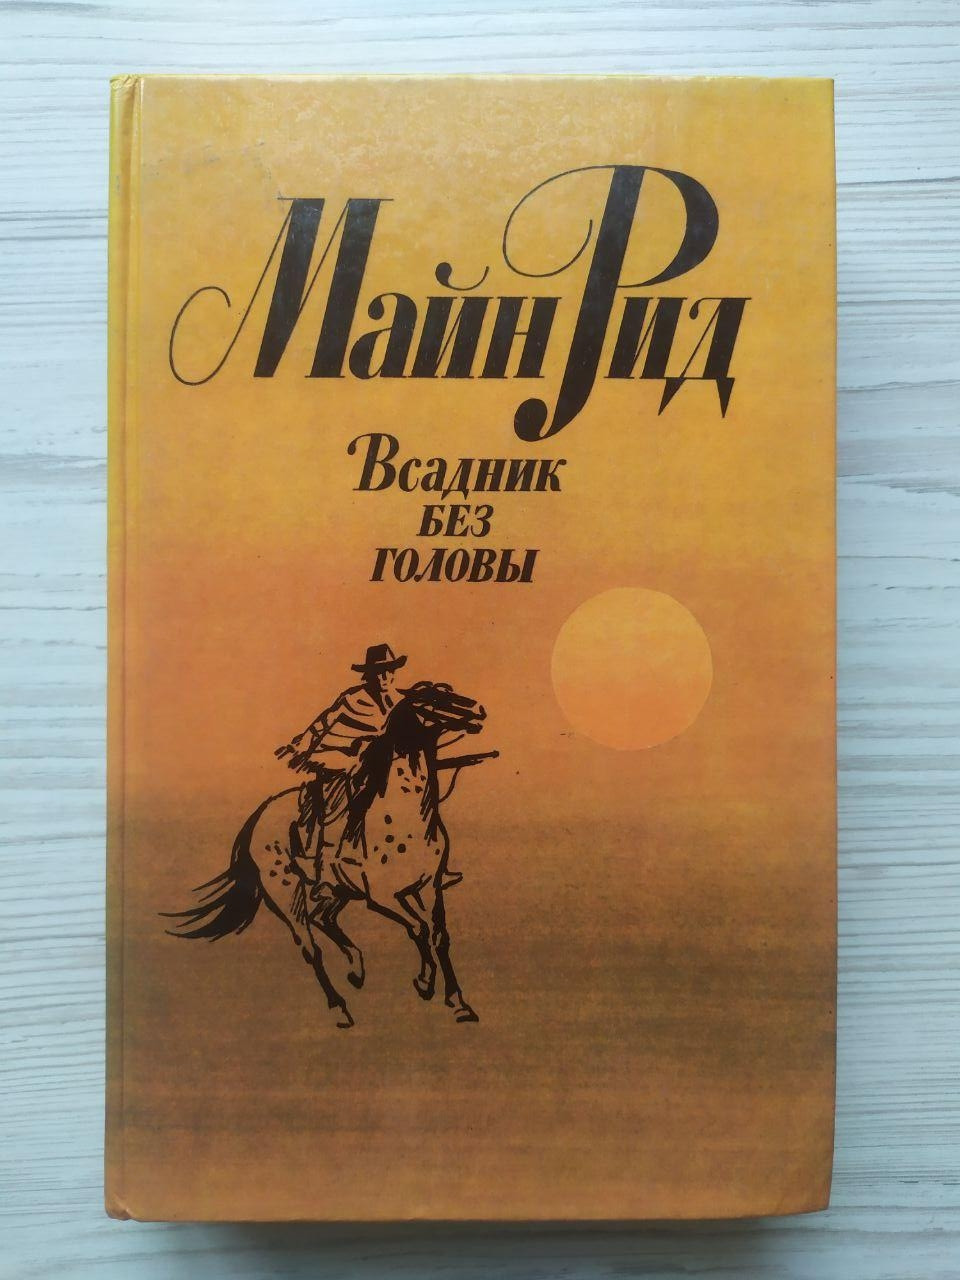 Майн Рид
Всадник
без
головы